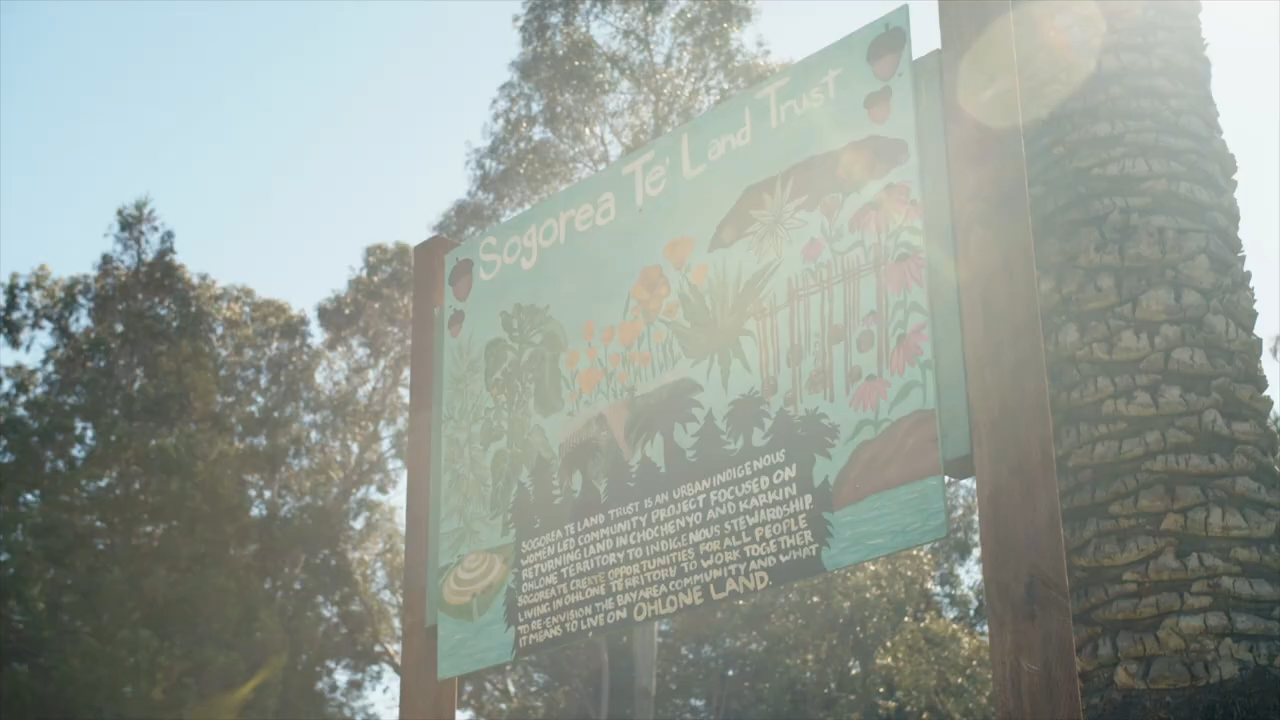 Sogorea Te' Land Trust
SOGOREA TE LAND TRUST IS AN URBAN INDIGENOUS
WOMEN LED COMMUNITY PROJECT FOCUSED ON
RETURNING LAND IN CHOCHENYO AND KARKIN
OHLONE TERRITORY TO INDIGENOUS STEWARDSHIP.
SOGOREATE CREATE OPPORTUNITIES FOR ALL PEOPLE
LIVING IN OHLONE TERRITORY TO WORK TOGETHER
TO RE-ENVISION THE BAY AREA COMMUNITY AND WHAT
IT MEANS TO LIVE ON OHLONE LAND.